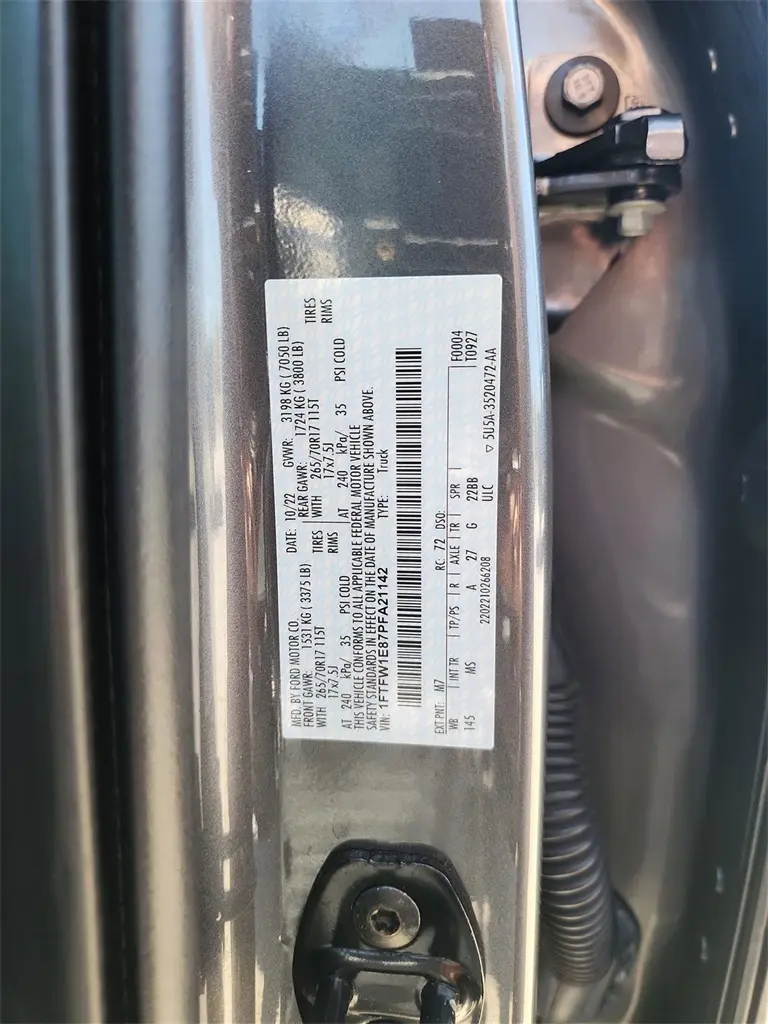 MFD. BY FORD MOTOR CO. DATE: 10/22 GVWR: 3198 KG ( 7050 LB)
FRONT GAWR: 1531 KG ( 3375 LB) REAR GAWR: 1724 KG ( 3800 LB)
WITH 265/70R17 115T TIRES WITH 265/70R17 115T TIRES
17x7.5J RIMS 17x7.5J RIMS
AT 240 kPa/ 35 PSI COLD AT 240 kPa/ 35 PSI COLD
THIS VEHICLE CONFORMS TO ALL APPLICABLE FEDERAL MOTOR VEHICLE
SAFETY STANDARDS IN EFFECT ON THE DATE OF MANUFACTURE SHOWN ABOVE.
VIN: 1FTFW1E87PFA21142 TYPE: Truck
EXT PNT: M7 RC: 72 DSO: F0004
WB INT TR TP/PS R AXLE TR SPR T0927
145 MS A 27 G 22BB
2202210266208 ULC ▽ 5U5A-3520472-AA